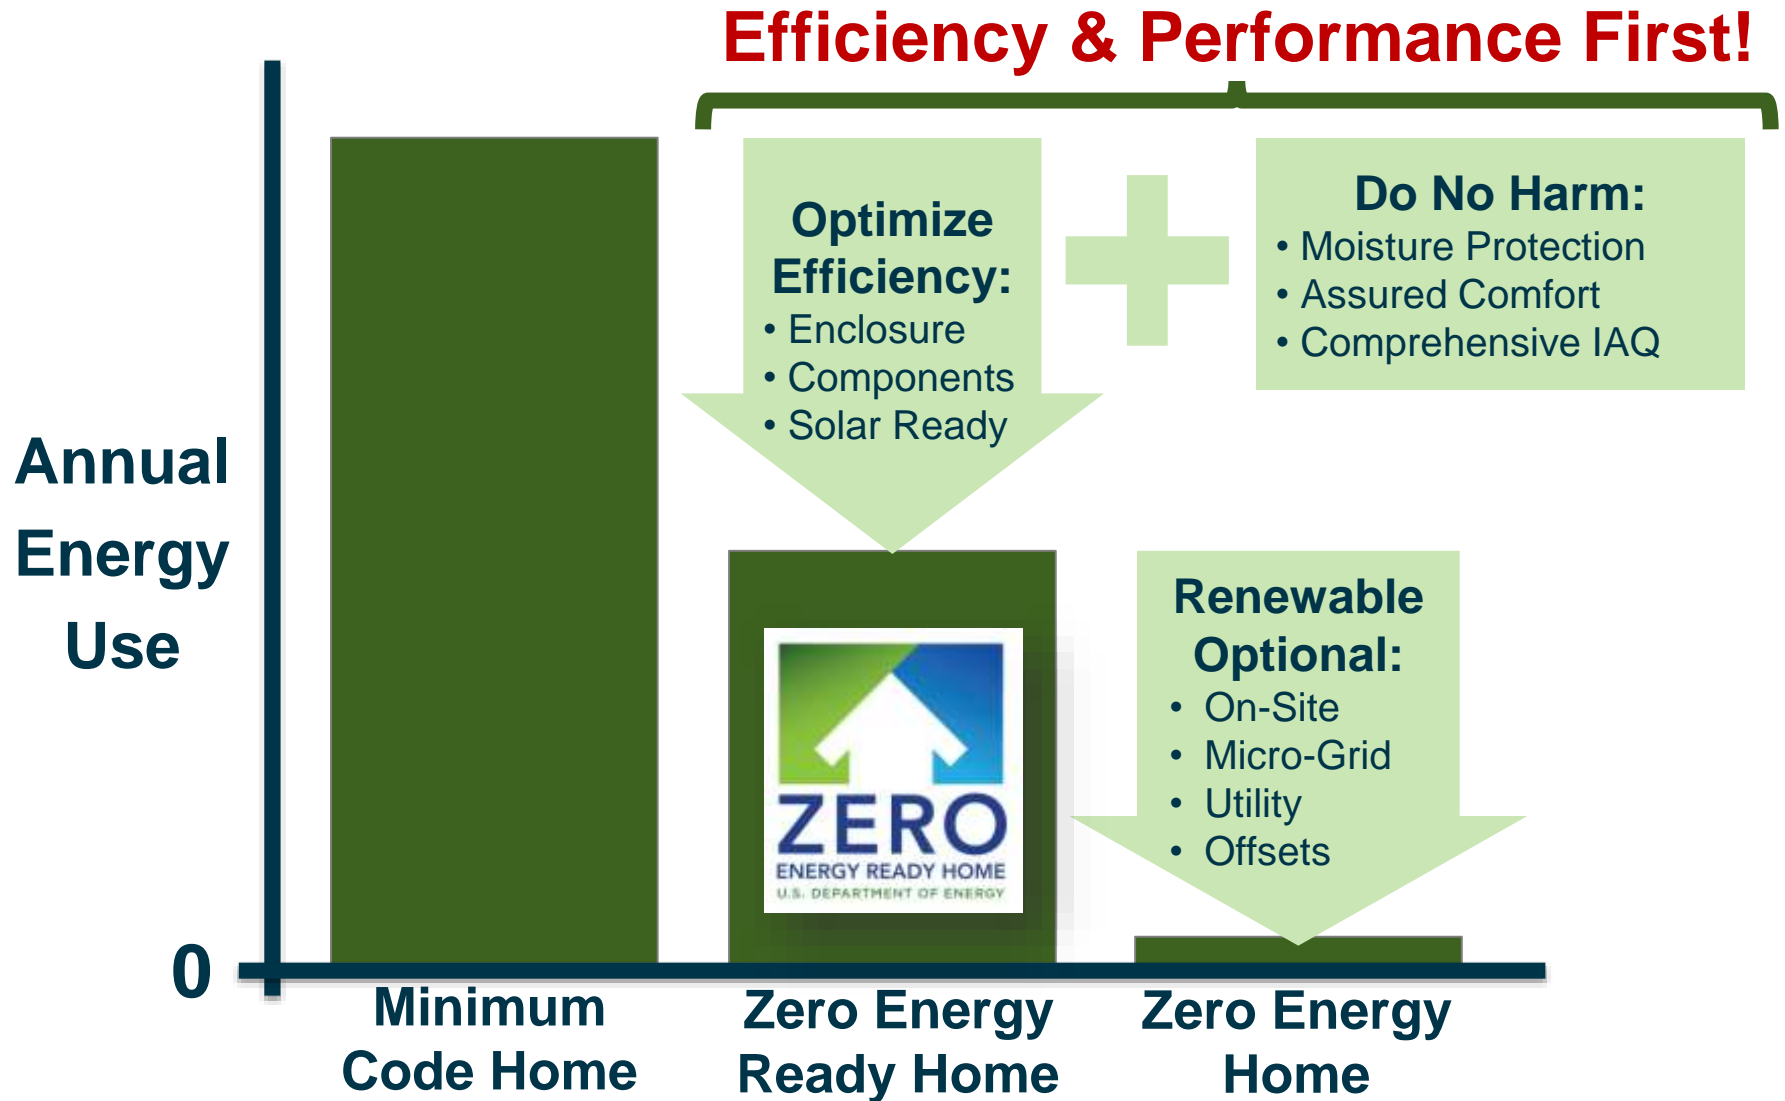 Efficiency & Performance First!
Optimize
Efficiency:
• Enclosure
• Components
• Solar Ready
Do No Harm:
• Moisture Protection
• Assured Comfort
• Comprehensive IAQ
Annual
Energy
Use
Renewable
Optional:
• On-Site
• Micro-Grid
• Utility
• Offsets
ZERO
ENERGY READY HOME
U.S. DEPARTMENT OF ENERGY
0
Minimum
Code Home
Zero Energy
Ready Home
Zero Energy
Home